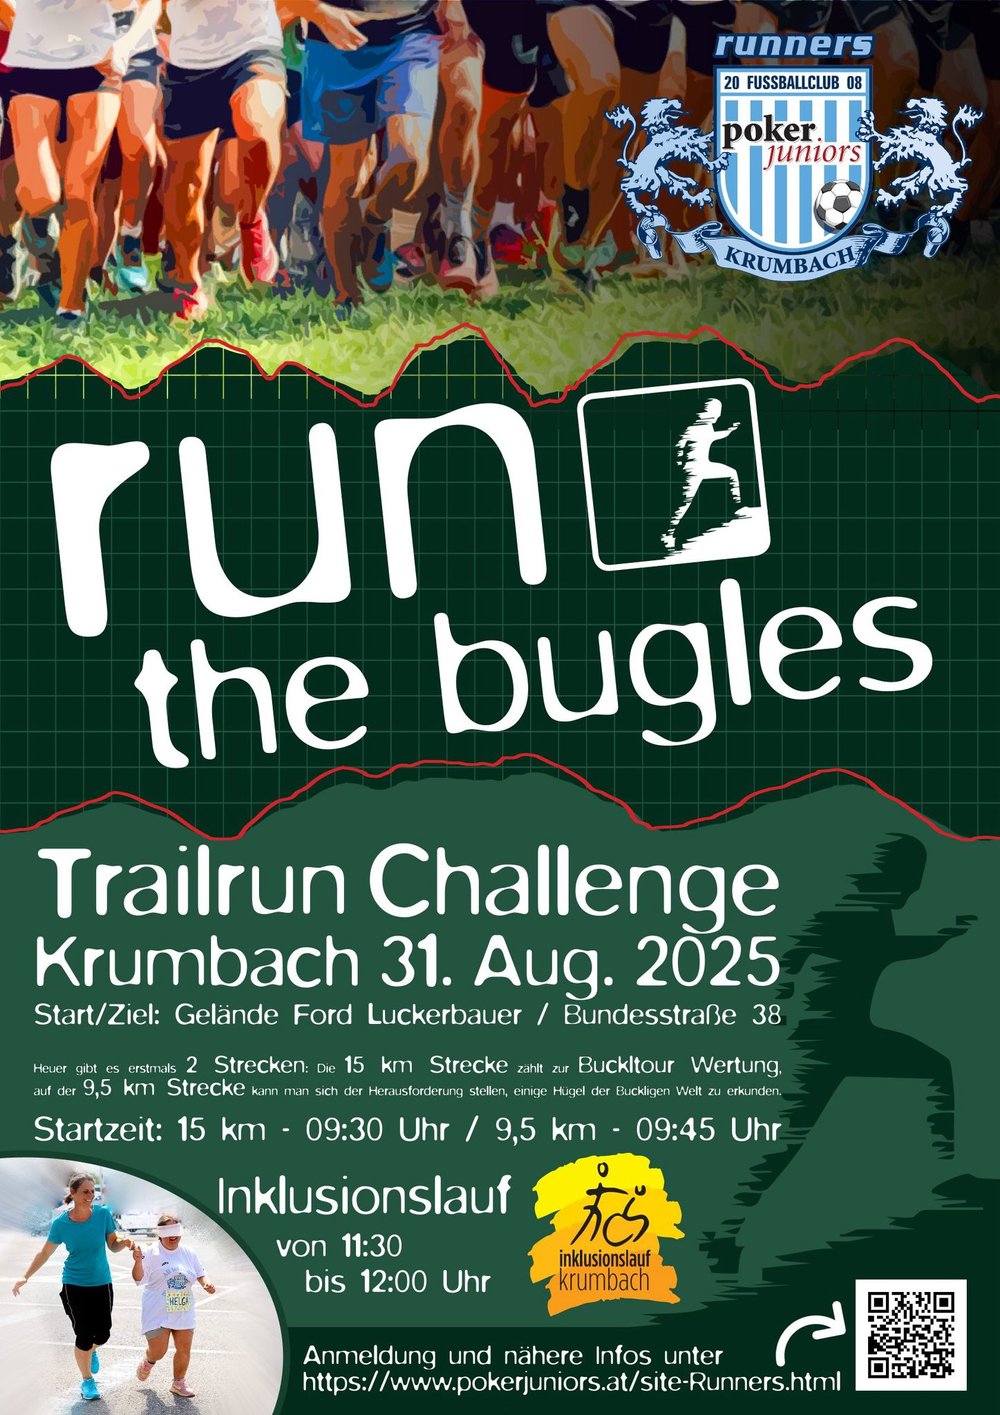 runners
20 FUSSBALLCLUB 08
poker.
juniors
KRUMBACH
run
the bugles
Trailrun Challenge
Krumbach 31. Aug. 2025
Start/Ziel: Gelände Ford Luckerbauer / Bundesstraße 38
Heuer gibt es erstmals 2 Strecken: Die 15 km Strecke zählt zur Buckltour Wertung,
auf der 9,5 km Strecke kann man sich der Herausforderung stellen, einige Hügel der Buckligen Welt zu erkunden.
Startzeit: 15 km - 09:30 Uhr / 9,5 km - 09:45 Uhr
Inklusionslauf
von 11:30
bis 12:00 Uhr
inklusionslauf
krumbach
HELGA
Anmeldung und nähere Infos unter
https://www.pokerjuniors.at/site-Runners.html